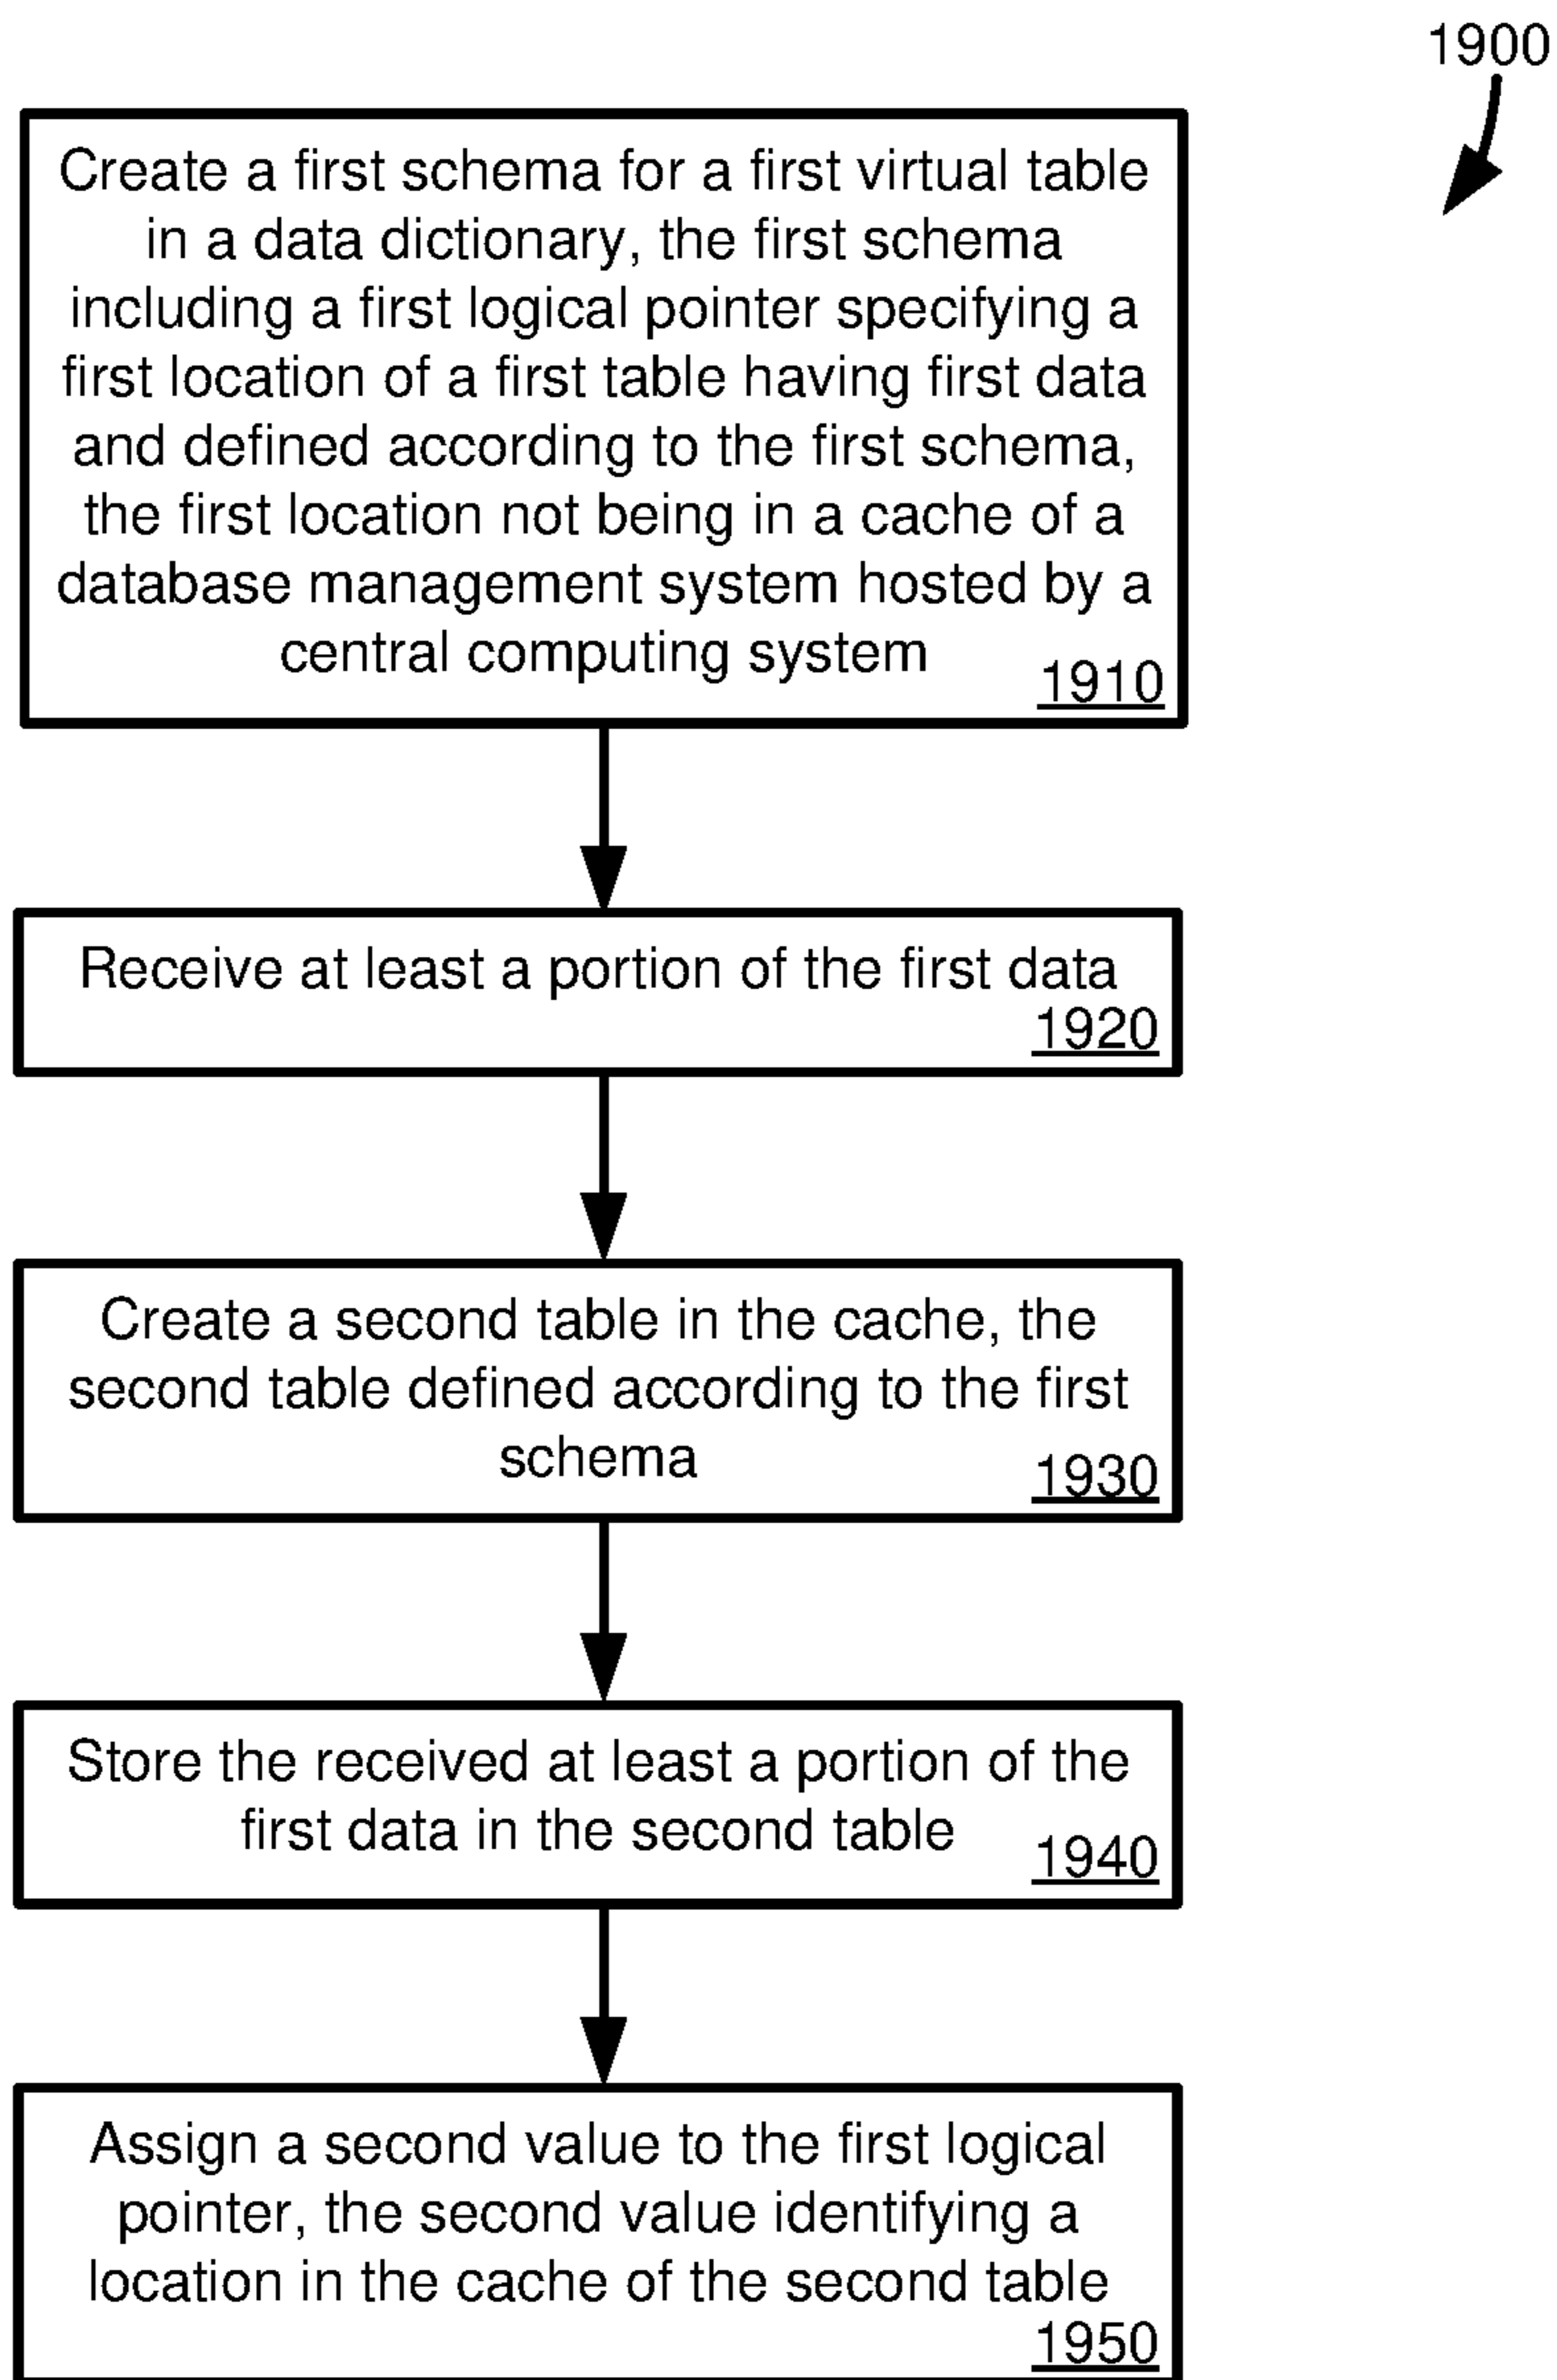 1900
Create a first schema for a first virtual table
in a data dictionary, the first schema
including a first logical pointer specifying a
first location of a first table having first data
and defined according to the first schema,
the first location not being in a cache of a
database management system hosted by a
central computing system
1910
Receive at least a portion of the first data
1920
Create a second table in the cache, the
second table defined according to the first
schema
1930
Store the received at least a portion of the
first data in the second table
1940
Assign a second value to the first logical
pointer, the second value identifying a
location in the cache of the second table
1950